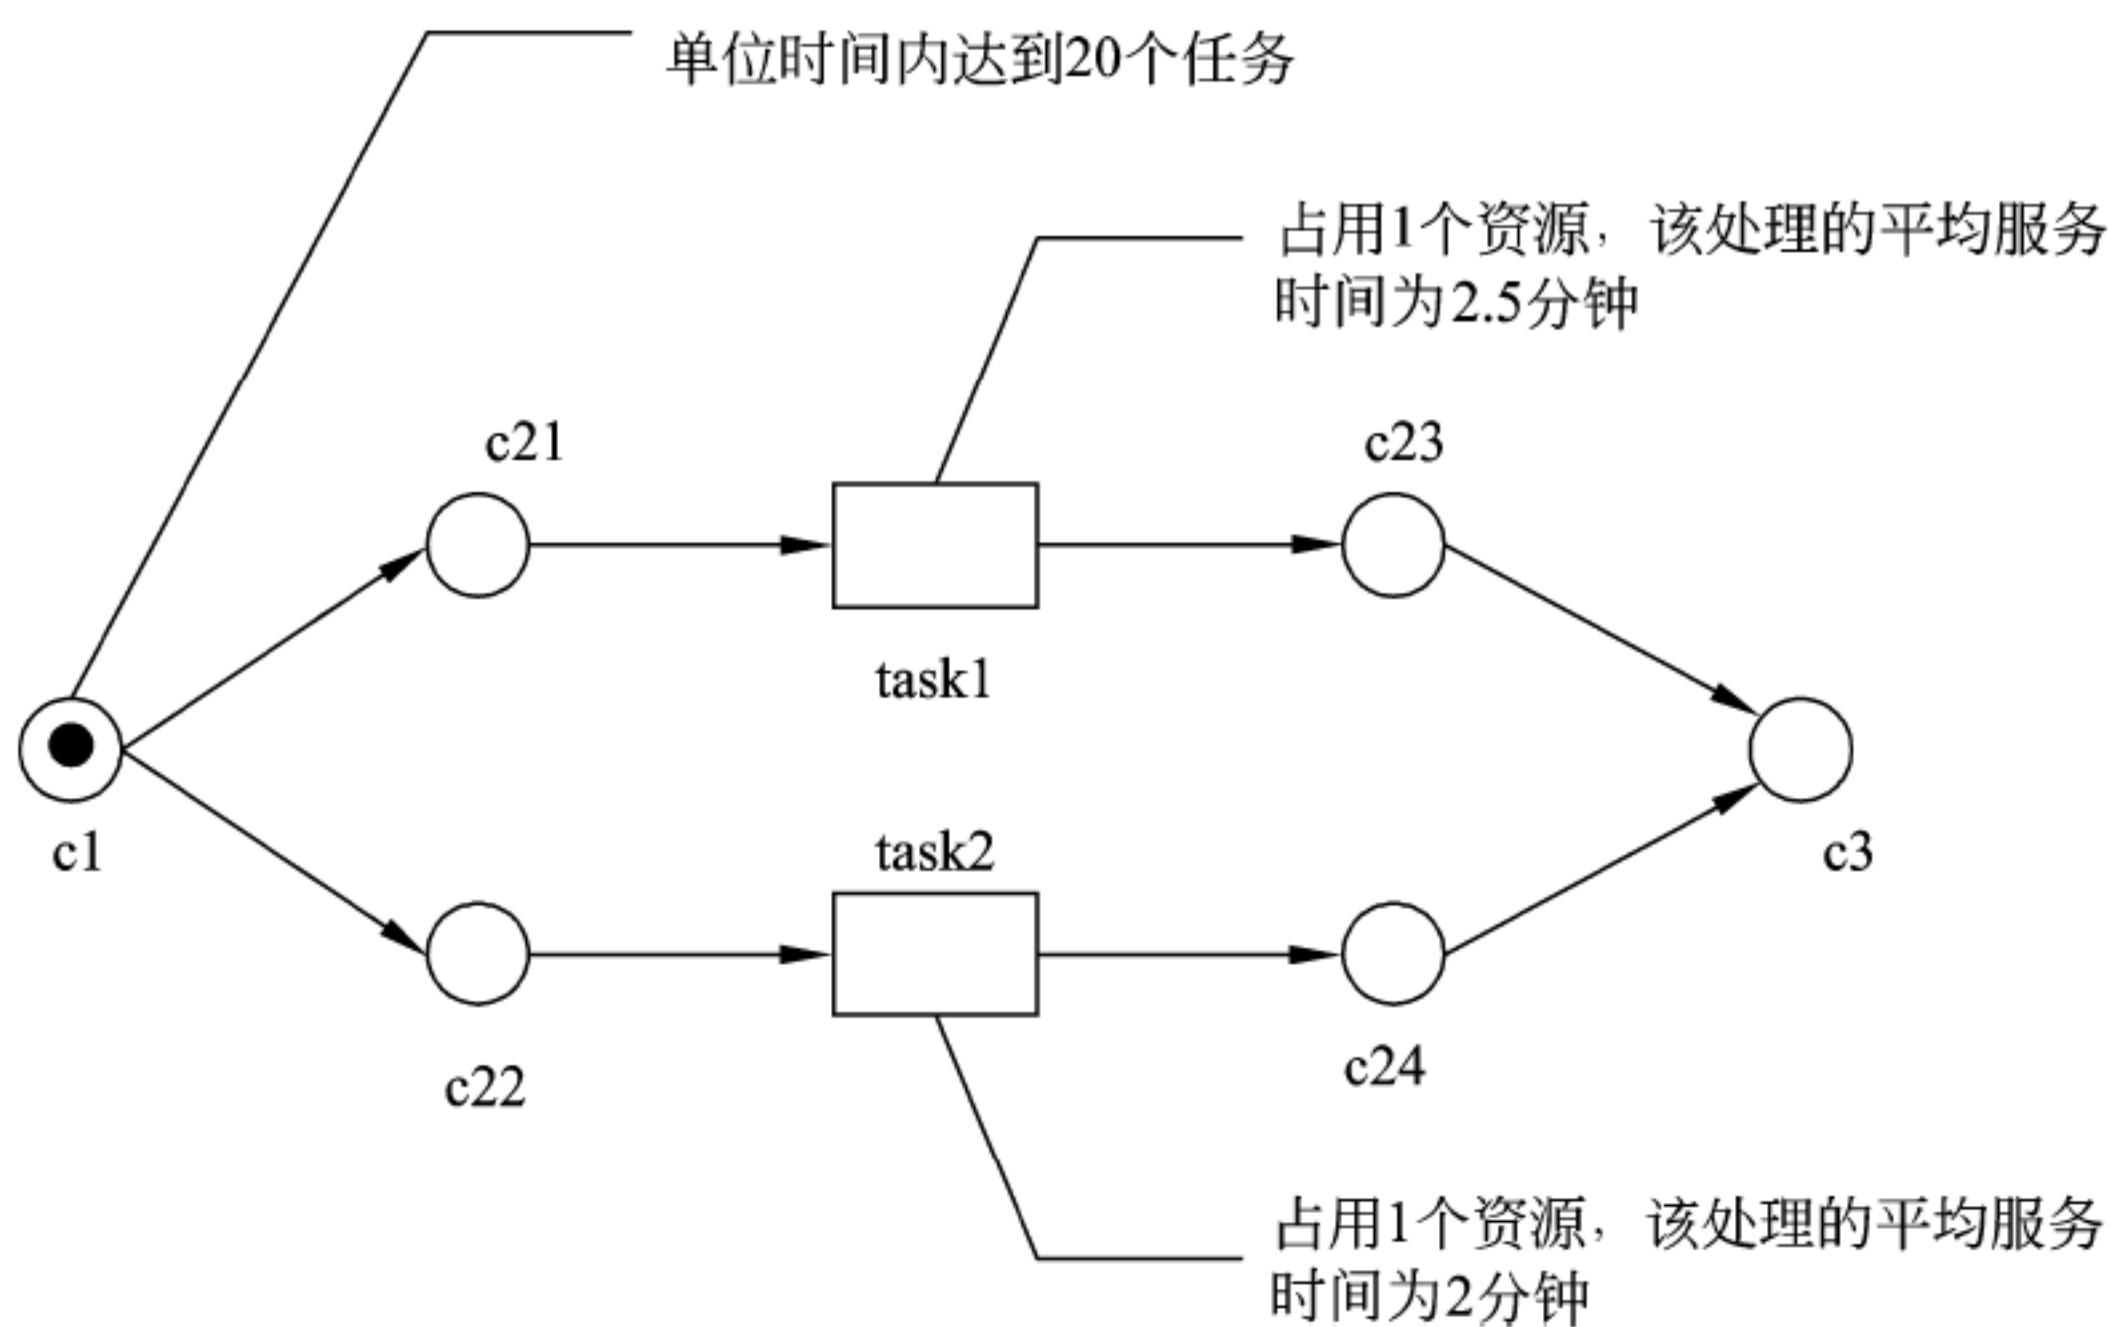 单位时间内达到20个任务
占用1个资源，该处理的平均服务
时间为2.5分钟
c21
c23
task1
c1
task2
c3
c22
c24
占用1个资源，该处理的平均服务
时间为2分钟